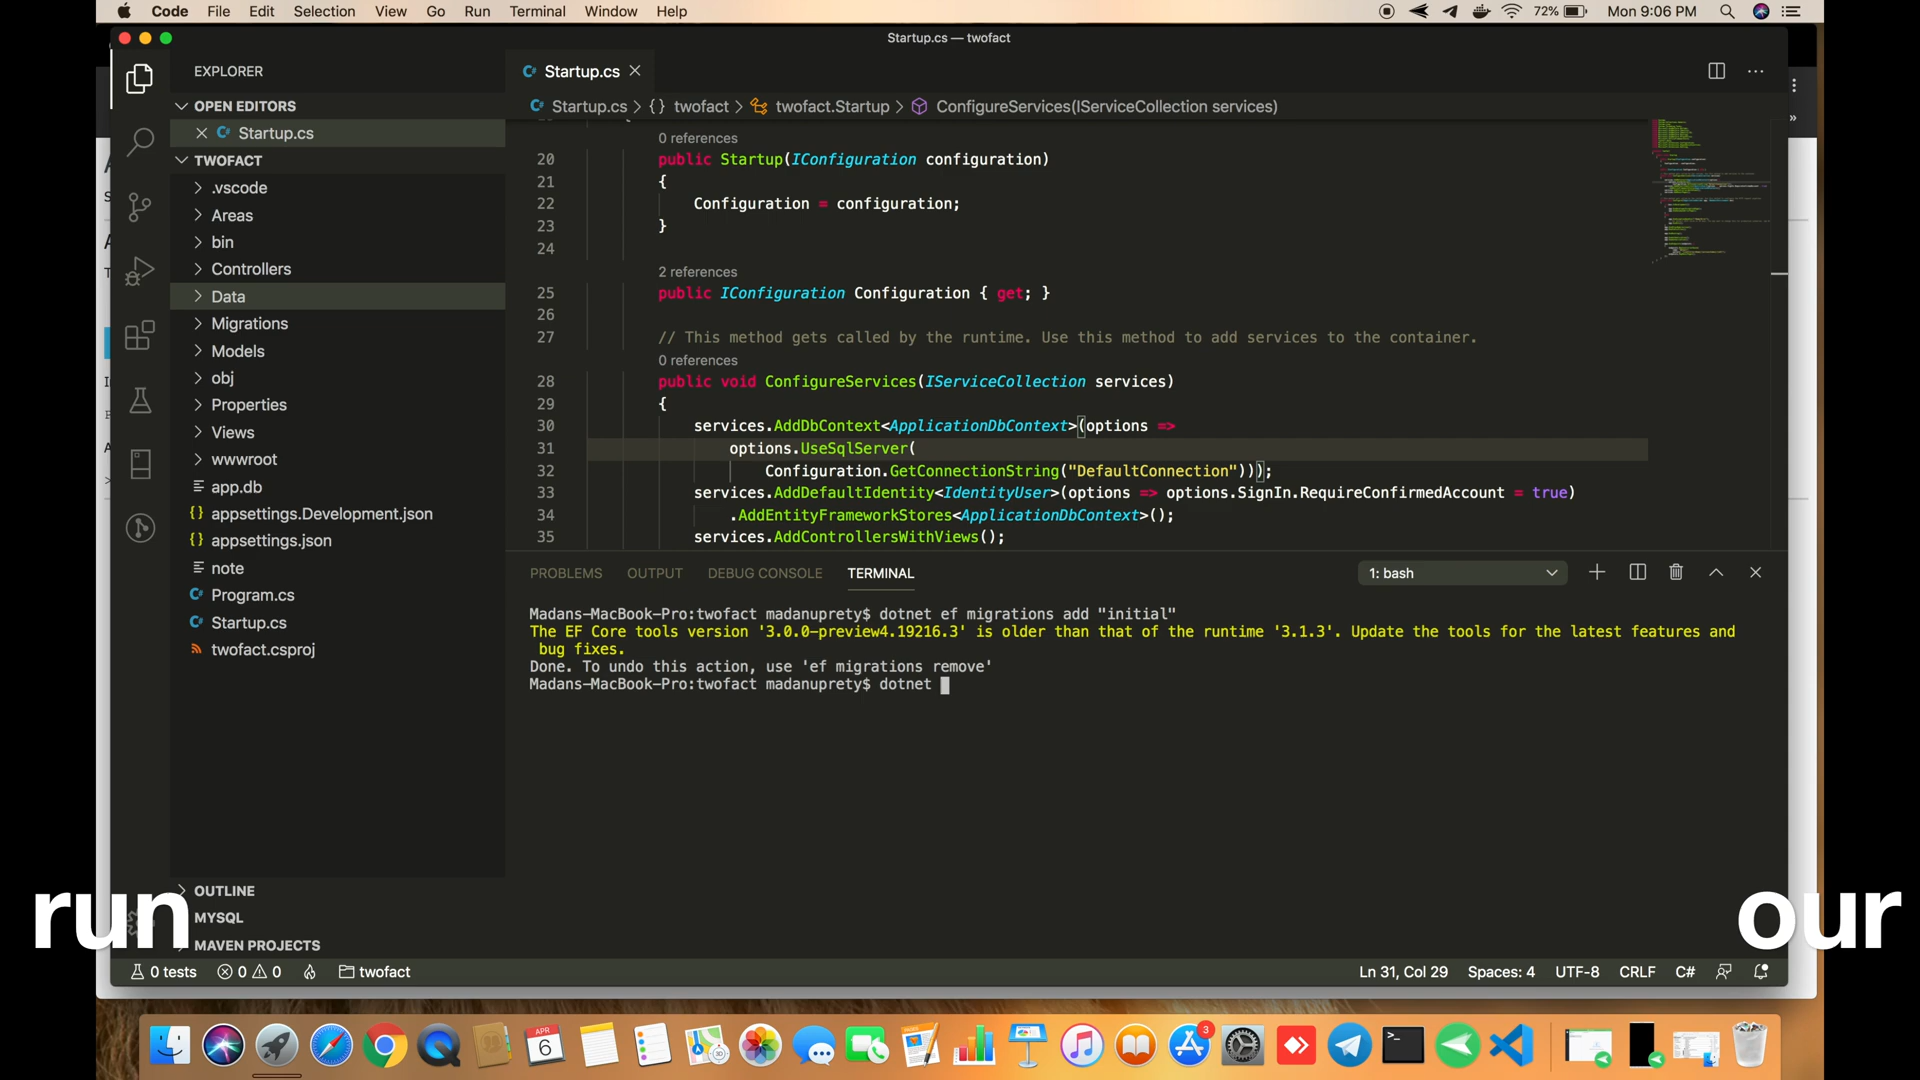 Code File Edit Selection View Go Run Terminal Window Help
72% Mon 9:06 PM
Startup.cs — twofact
EXPLORER
OPEN EDITORS
Startup.cs
TWOFACT
.vscode
Areas
bin
Controllers
Data
Migrations
Models
obj
Properties
Views
wwwroot
app.db
appsettings.Development.json
appsettings.json
note
Program.cs
Startup.cs
twofact.csproj
OUTLINE
MYSQL
MAVEN PROJECTS
Startup.cs
Startup.cs > {} twofact > twofact.Startup > ConfigureServices(IServiceCollection services)
0 references
20 public Startup(IConfiguration configuration)
21 {
22 Configuration = configuration;
23 }
24
2 references
25 public IConfiguration Configuration { get; }
26
27 // This method gets called by the runtime. Use this method to add services to the container.
0 references
28 public void ConfigureServices(IServiceCollection services)
29 {
30 services.AddDbContext<ApplicationDbContext>(options =>
31 options.UseSqlServer(
32 Configuration.GetConnectionString("DefaultConnection")));
33 services.AddDefaultIdentity<IdentityUser>(options => options.SignIn.RequireConfirmedAccount = true)
34 .AddEntityFrameworkStores<ApplicationDbContext>();
35 services.AddControllersWithViews();
PROBLEMS OUTPUT DEBUG CONSOLE TERMINAL
1: bash
Madans-MacBook-Pro:twofact madanuprety$ dotnet ef migrations add "initial"
The EF Core tools version '3.0.0-preview4.19216.3' is older than that of the runtime '3.1.3'. Update the tools for the latest features and
bug fixes.
Done. To undo this action, use 'ef migrations remove'
Madans-MacBook-Pro:twofact madanuprety$ dotnet
run our
0 tests 0 0 twofact
Ln 31, Col 29 Spaces: 4 UTF-8 CRLF C#
APR
6
3